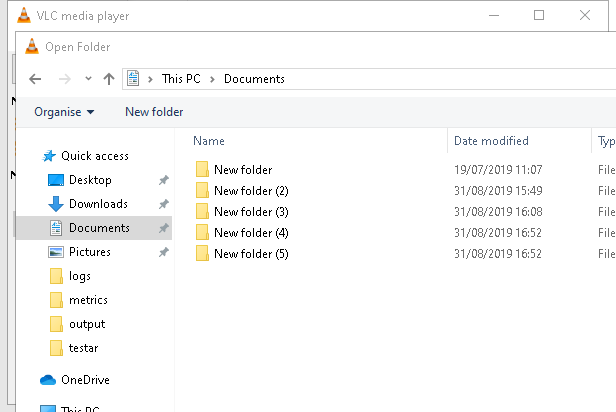 VLC media player
Open Folder
This PC > Documents
Organise New folder
Name Date modified Typ
Quick access
Desktop
Downloads
Documents
Pictures
logs
metrics
output
testar
OneDrive
This PC
New folder 19/07/2019 11:07 File
New folder (2) 31/08/2019 15:49 File
New folder (3) 31/08/2019 16:08 File
New folder (4) 31/08/2019 16:52 File
New folder (5) 31/08/2019 16:52 File